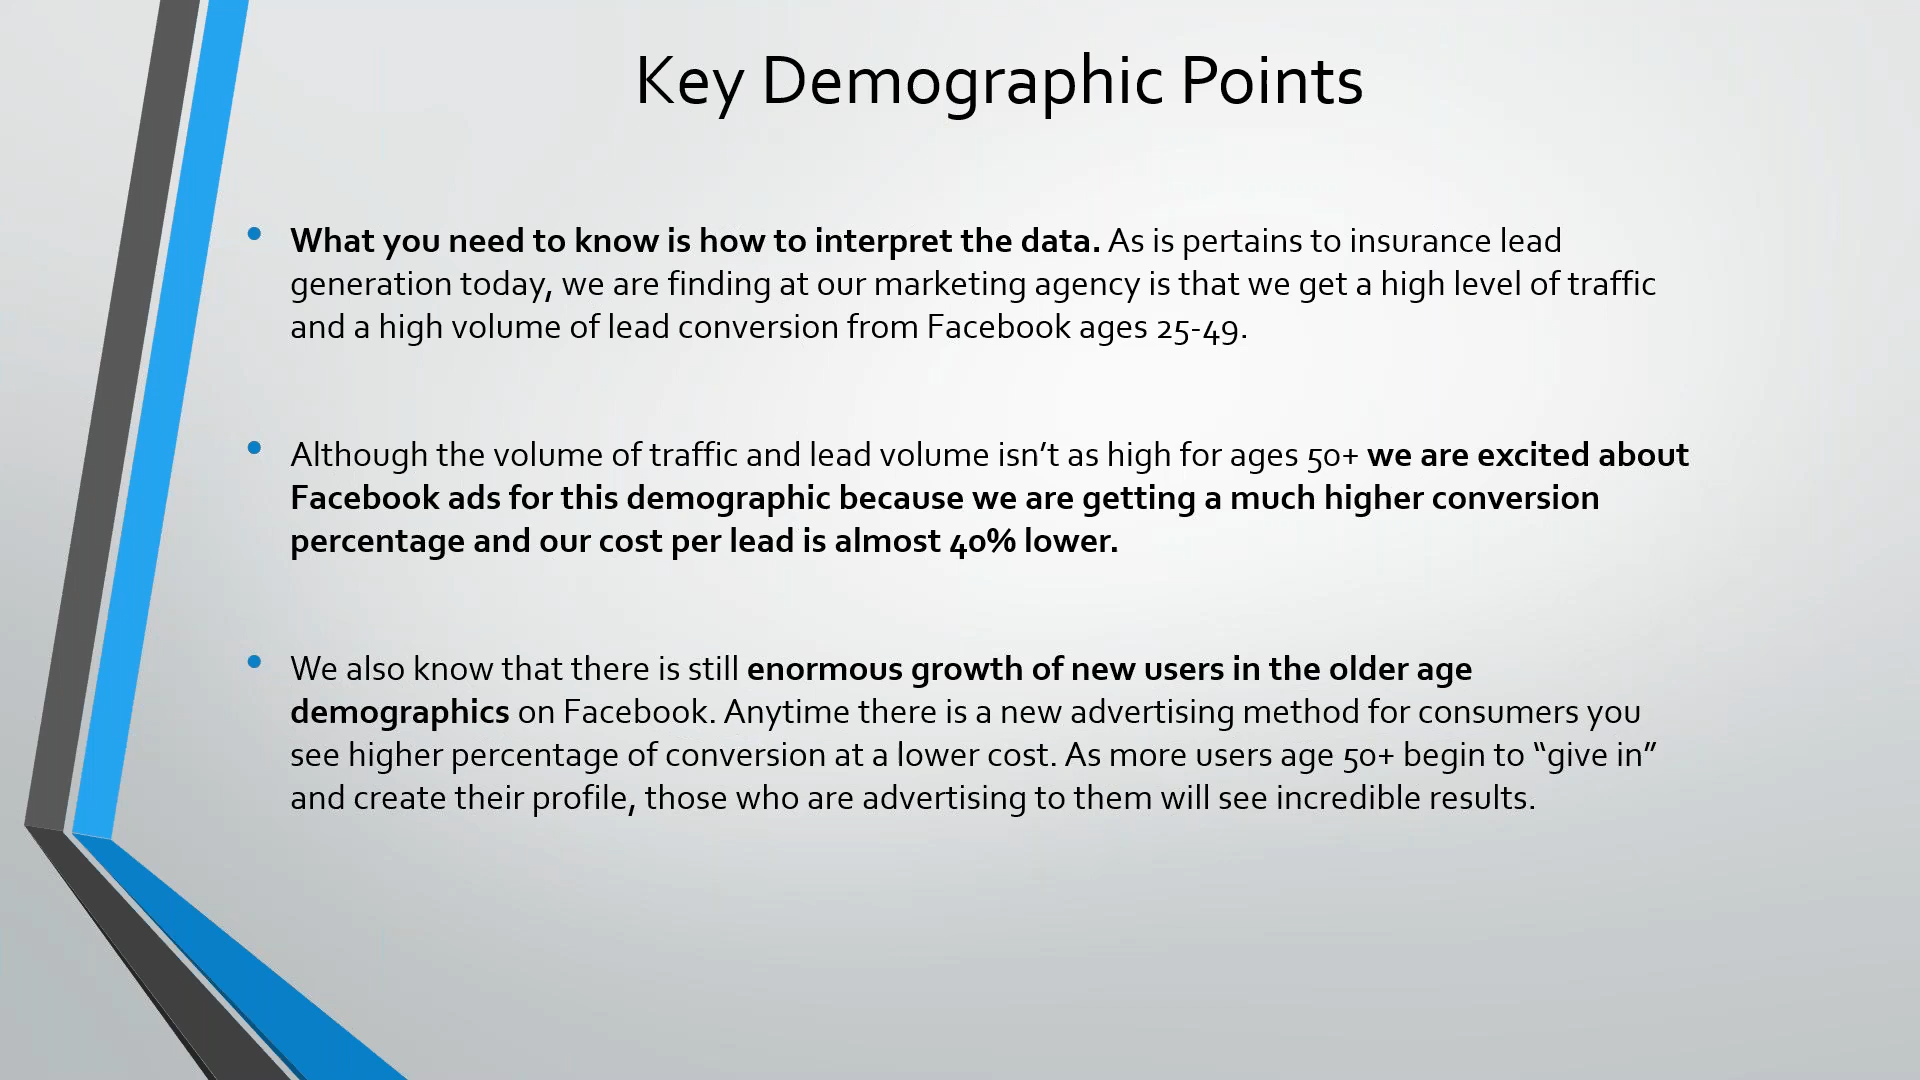 Key Demographic Points
• What you need to know is how to interpret the data. As is pertains to insurance lead
generation today, we are finding at our marketing agency is that we get a high level of traffic
and a high volume of lead conversion from Facebook ages 25-49.
• Although the volume of traffic and lead volume isn’t as high for ages 50+ we are excited about
Facebook ads for this demographic because we are getting a much higher conversion
percentage and our cost per lead is almost 40% lower.
• We also know that there is still enormous growth of new users in the older age
demographics on Facebook. Anytime there is a new advertising method for consumers you
see higher percentage of conversion at a lower cost. As more users age 50+ begin to “give in”
and create their profile, those who are advertising to them will see incredible results.